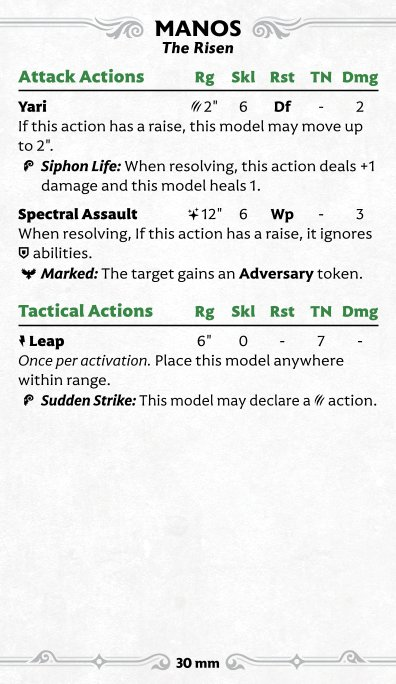 MANOS
The Risen
Attack Actions Rg Skl Rst TN Dmg
Yari 2" 6 Df - 2
If this action has a raise, this model may move up
to 2".
Siphon Life: When resolving, this action deals +1
damage and this model heals 1.
Spectral Assault 12" 6 Wp - 3
When resolving, If this action has a raise, it ignores
abilities.
Marked: The target gains an Adversary token.
Tactical Actions Rg Skl Rst TN Dmg
Leap 6" 0 - 7 -
Once per activation. Place this model anywhere
within range.
Sudden Strike: This model may declare a action.
30 mm